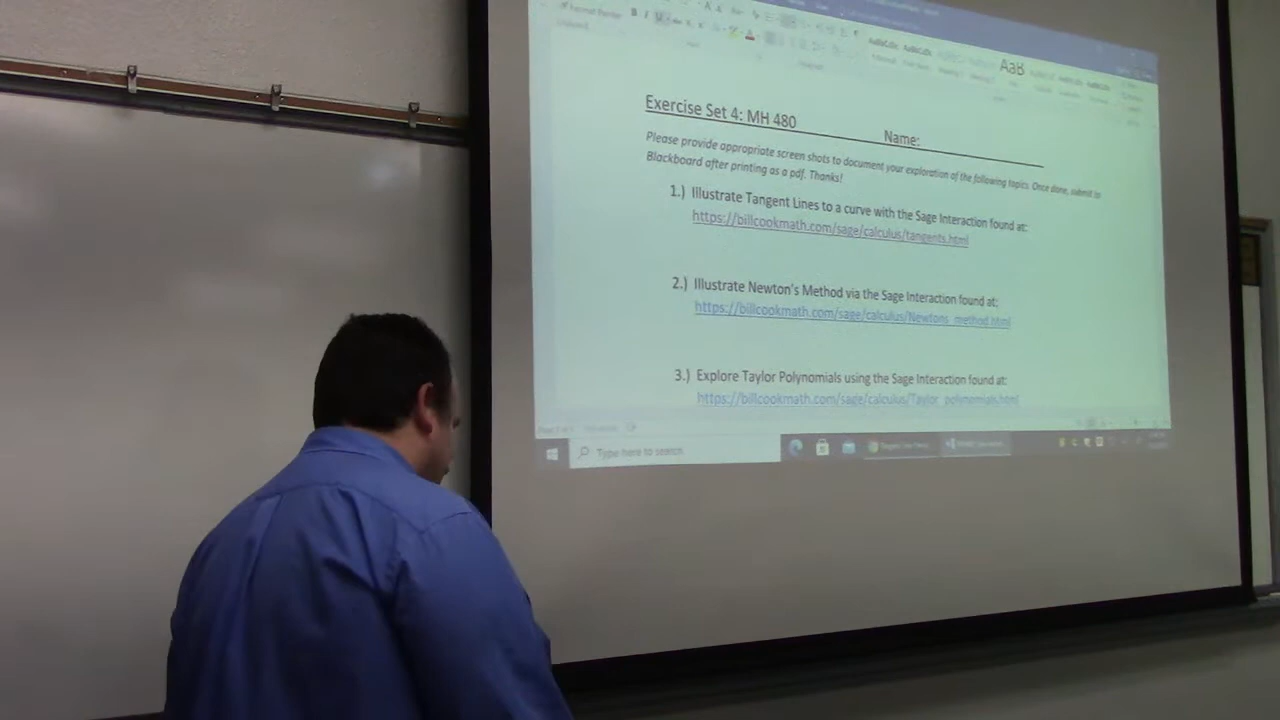 Format Painter
AaB
Exercise Set 4: MH 480 Name:
Please provide appropriate screen shots to document your exploration of the following topics. Once done, submit to
Blackboard after printing as a pdf. Thanks!
1.) Illustrate Tangent Lines to a curve with the Sage Interaction found at:
https://billcookmath.com/sage/calculus/tangents.html
2.) Illustrate Newton's Method via the Sage Interaction found at:
https://billcookmath.com/sage/calculus/Newtons_method.html
3.) Explore Taylor Polynomials using the Sage Interaction found at:
https://billcookmath.com/sage/calculus/Taylor_polynomials.html
Type here to search